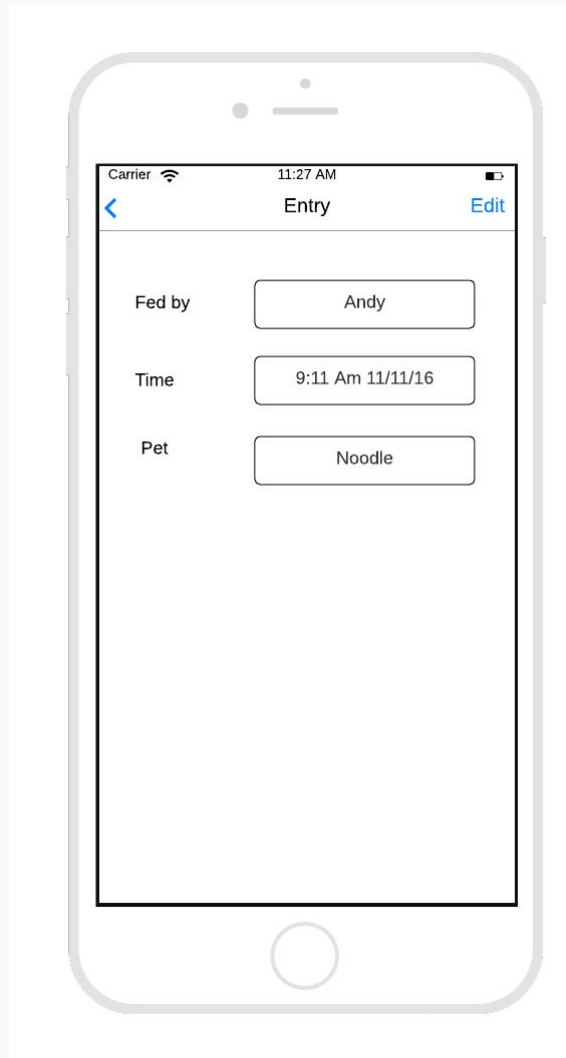 Carrier 11:27 AM
Entry Edit
Fed by Andy
Time 9:11 Am 11/11/16
Pet Noodle